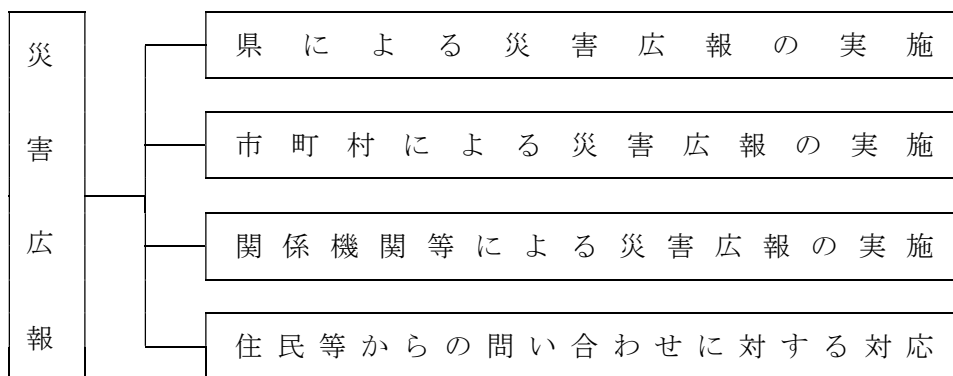 災害広報
県による災害広報の実施
市町村による災害広報の実施
関係機関等による災害広報の実施
住民等からの問い合わせに対する対応